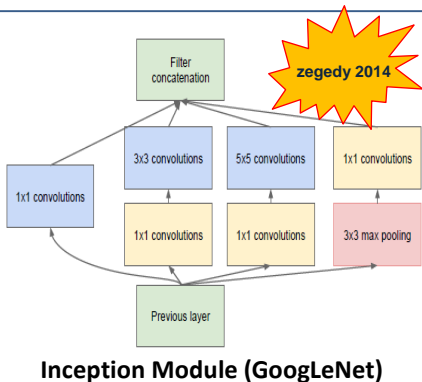 Filter
concatenation
zegedy 2014
3x3 convolutions
5x5 convolutions
1x1 convolutions
1x1 convolutions
1x1 convolutions
1x1 convolutions
3x3 max pooling
Previous layer
Inception Module (GoogLeNet)